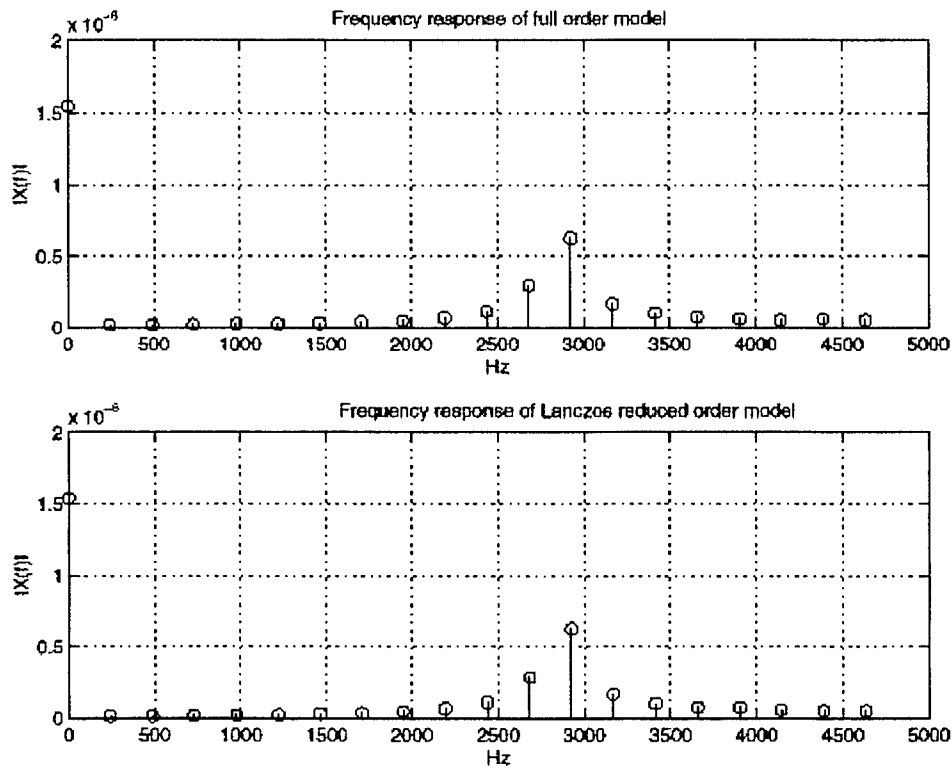 Frequency response of full order model
x 10⁻⁸
2
1.5
1
0.5
0
|X(f)|
0 500 1000 1500 2000 2500 3000 3500 4000 4500 5000
Hz
Frequency response of Lanczos reduced order model
x 10⁻⁸
2
1.5
1
0.5
0
|X(f)|
0 500 1000 1500 2000 2500 3000 3500 4000 4500 5000
Hz